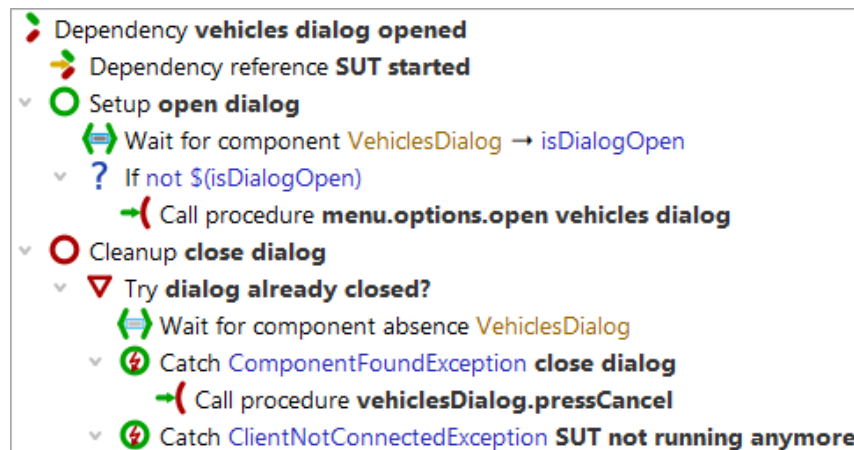 Dependency vehicles dialog opened
Dependency reference SUT started
Setup open dialog
Wait for component VehiclesDialog → isDialogOpen
? If not $(isDialogOpen)
Call procedure menu.options.open vehicles dialog
Cleanup close dialog
Try dialog already closed?
Wait for component absence VehiclesDialog
Catch ComponentFoundException close dialog
Call procedure vehiclesDialog.pressCancel
Catch ClientNotConnectedException SUT not running anymore